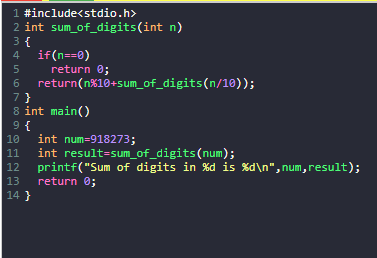 1 #include<stdio.h>
2 int sum_of_digits(int n)
3 {
4   if(n==0)
5     return 0;
6   return(n%10+sum_of_digits(n/10));
7 }
8 int main()
9 {
10   int num=918273;
11   int result=sum_of_digits(num);
12   printf("Sum of digits in %d is %d\n",num,result);
13   return 0;
14 }